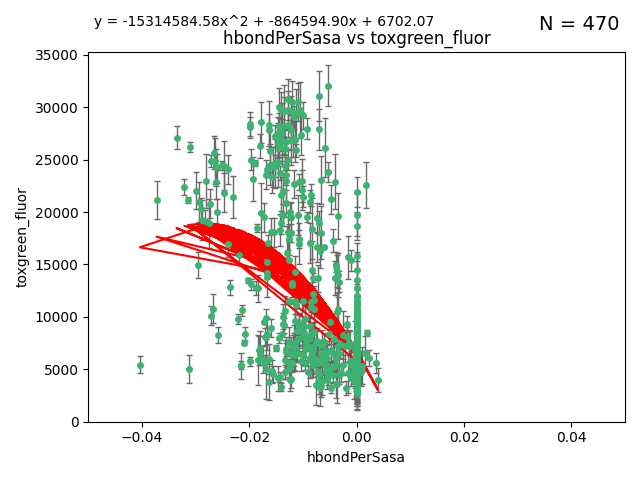 y = -15314584.58x^2 + -864594.90x + 6702.07
N = 470
hbondPerSasa vs toxgreen_fluor
35000
30000
25000
20000
15000
10000
5000
0
toxgreen_fluor
−0.04
−0.02
0.00
0.02
0.04
hbondPerSasa